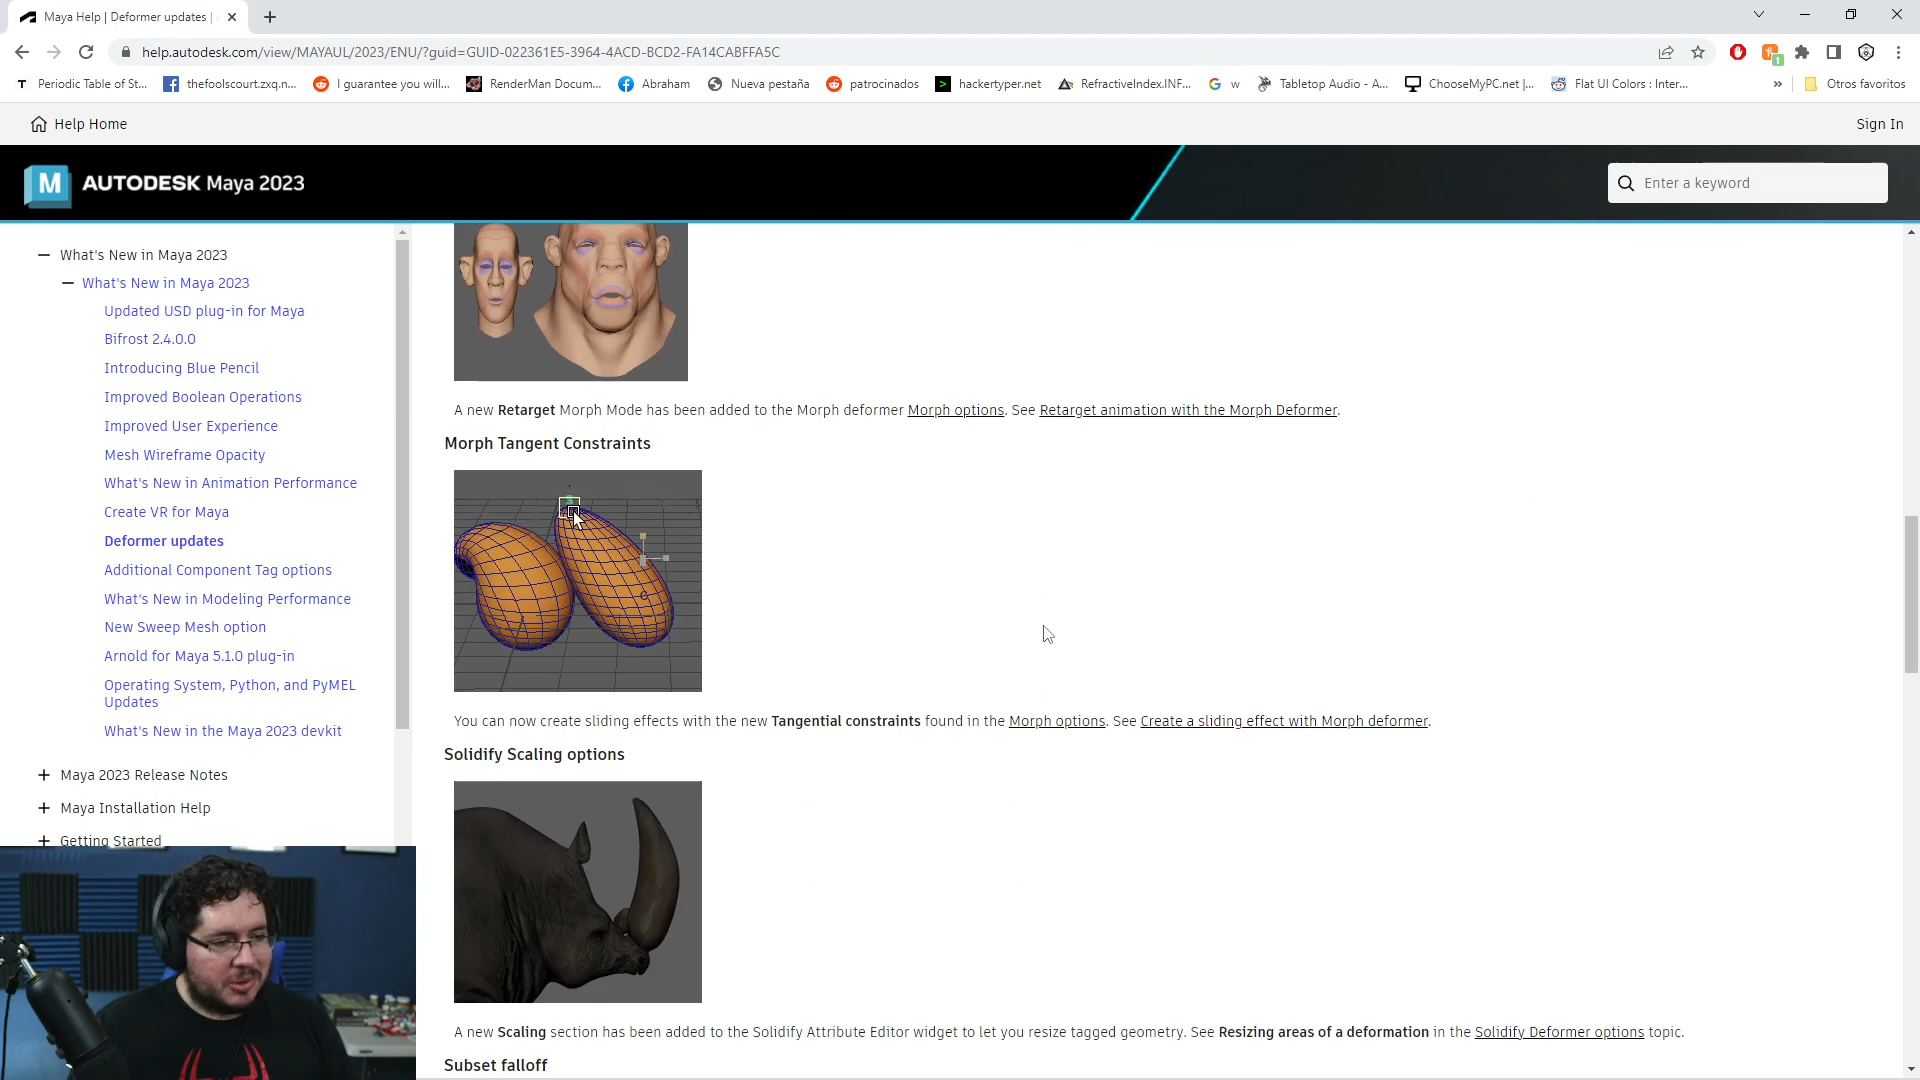 Maya Help | Deformer updates |
help.autodesk.com/view/MAYAUL/2023/ENU/?guid=GUID-022361E5-3964-4ACD-BCD2-FA14CABFFA5C
1
Periodic Table of St...
thefoolscourt.zxq.n...
I guarantee you will...
RenderMan Docum...
Abraham
Nueva pestaña
patrocinados
hackertyper.net
RefractiveIndex.INF...
w
Tabletop Audio - A...
ChooseMyPC.net |...
Flat UI Colors : Inter...
»
Otros favoritos
Help Home
Sign In
M AUTODESK Maya 2023
Enter a keyword
What's New in Maya 2023
What's New in Maya 2023
Updated USD plug-in for Maya
Bifrost 2.4.0.0
Introducing Blue Pencil
Improved Boolean Operations
Improved User Experience
Mesh Wireframe Opacity
What's New in Animation Performance
Create VR for Maya
Deformer updates
Additional Component Tag options
What's New in Modeling Performance
New Sweep Mesh option
Arnold for Maya 5.1.0 plug-in
Operating System, Python, and PyMEL
Updates
What's New in the Maya 2023 devkit
Maya 2023 Release Notes
Maya Installation Help
Getting Started
A new Retarget Morph Mode has been added to the Morph deformer Morph options. See Retarget animation with the Morph Deformer.
Morph Tangent Constraints
You can now create sliding effects with the new Tangential constraints found in the Morph options. See Create a sliding effect with Morph deformer.
Solidify Scaling options
A new Scaling section has been added to the Solidify Attribute Editor widget to let you resize tagged geometry. See Resizing areas of a deformation in the Solidify Deformer options topic.
Subset falloff